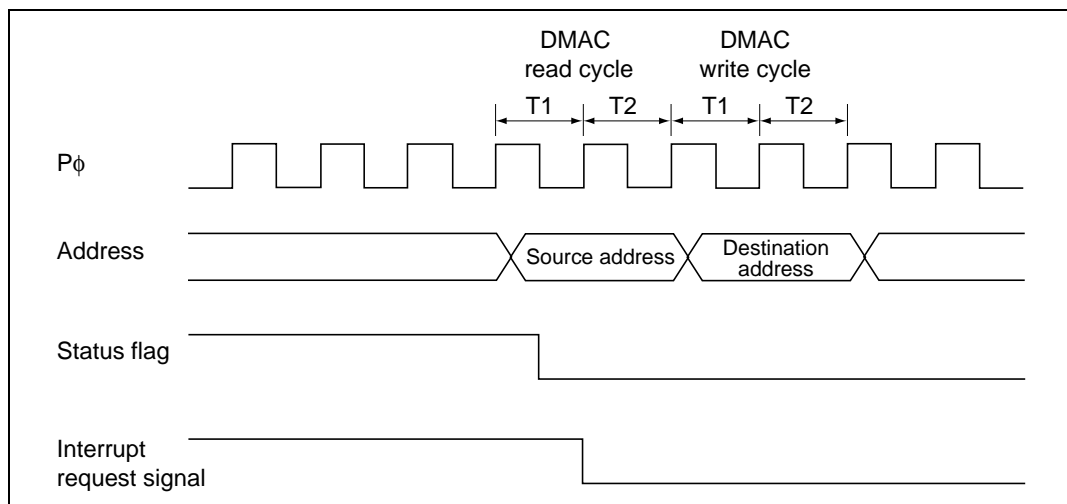 DMAC
read cycle
DMAC
write cycle
T1
T2
T1
T2
Pϕ
Address
Source address
Destination
address
Status flag
Interrupt
request signal